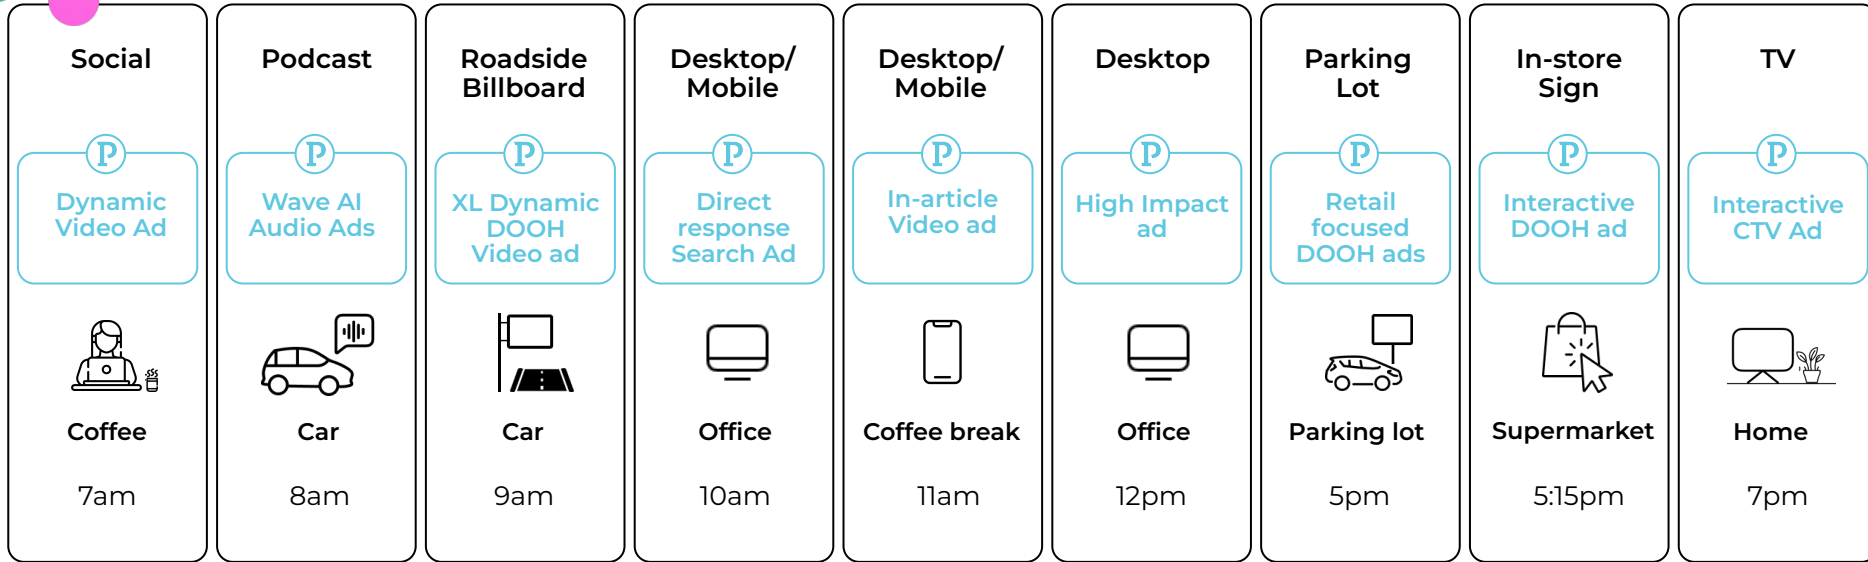 Social
P
Dynamic
Video Ad
Coffee
7am
Podcast
P
Wave AI
Audio Ads
Car
8am
Roadside
Billboard
P
XL Dynamic
DOOH
Video ad
Car
9am
Desktop/
Mobile
P
Direct
response
Search Ad
Office
10am
Desktop/
Mobile
P
In-article
Video ad
Coffee break
11am
Desktop
P
High Impact
ad
Office
12pm
Parking
Lot
P
Retail
focused
DOOH ads
Parking lot
5pm
In-store
Sign
P
Interactive
DOOH ad
Supermarket
5:15pm
TV
P
Interactive
CTV Ad
Home
7pm